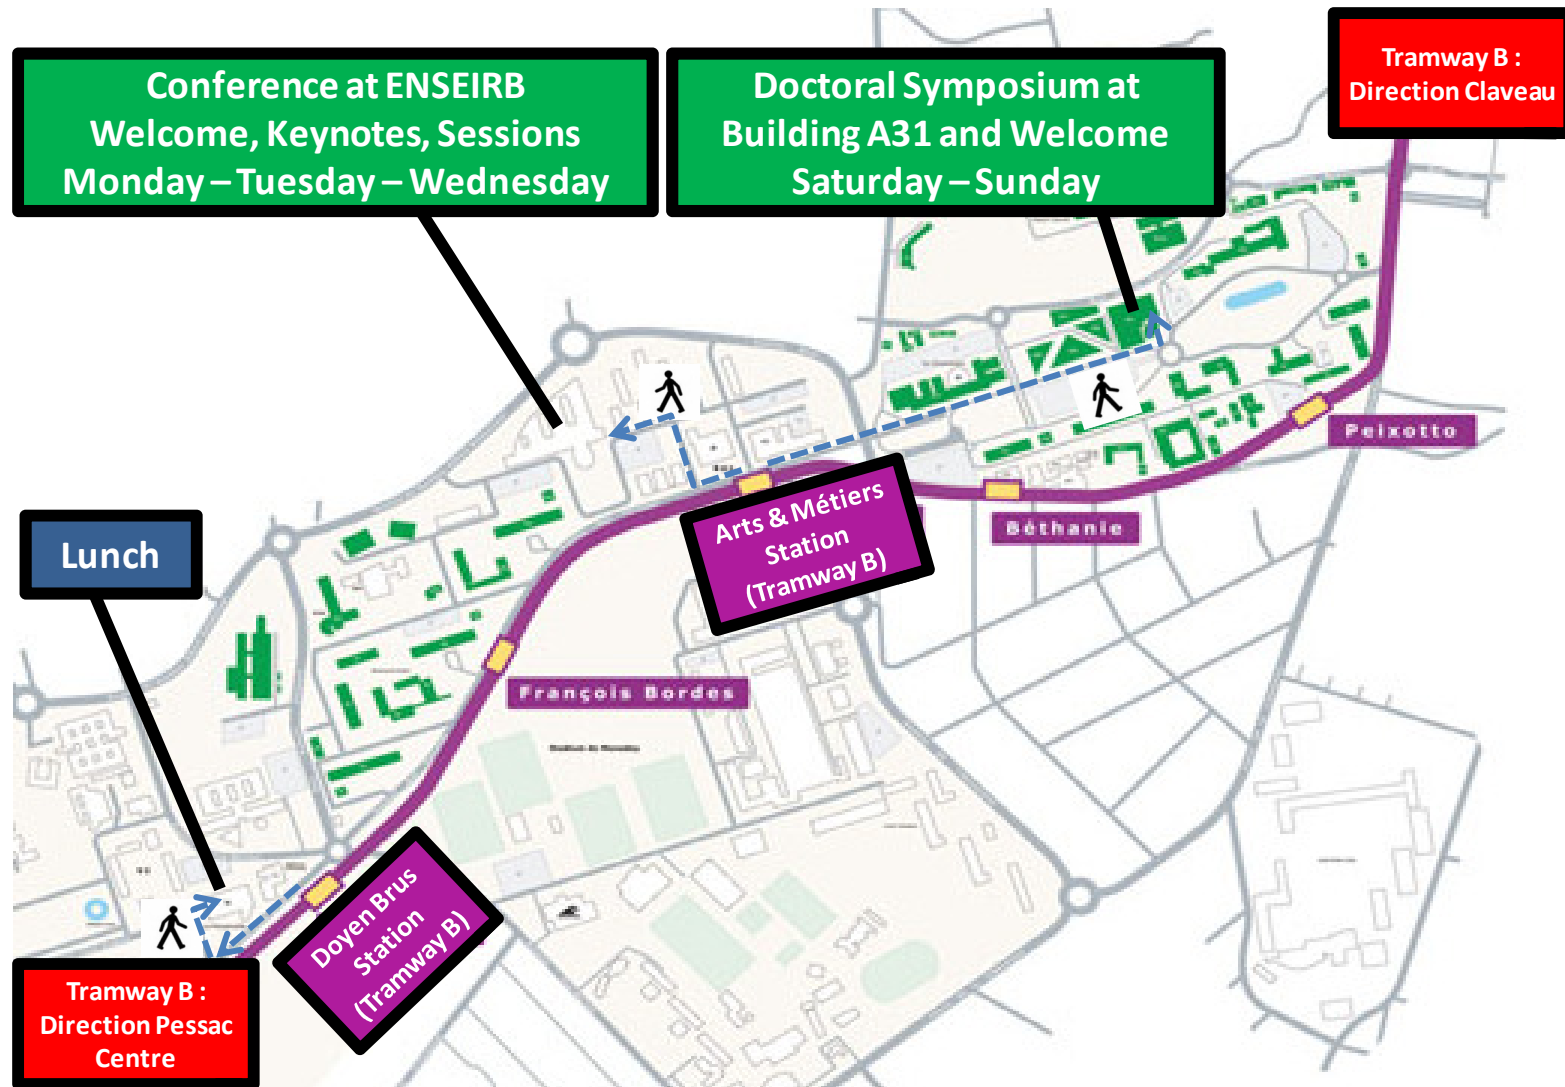 Conference at ENSEIRB
Welcome, Keynotes, Sessions
Monday – Tuesday – Wednesday
Doctoral Symposium at
Building A31 and Welcome
Saturday – Sunday
Tramway B :
Direction Claveau
Peixotto
Arts & Métiers
Station
(Tramway B)
Béthanie
Lunch
François Bordes
Doyen Brus
Station
(Tramway B)
Tramway B :
Direction Pessac
Centre